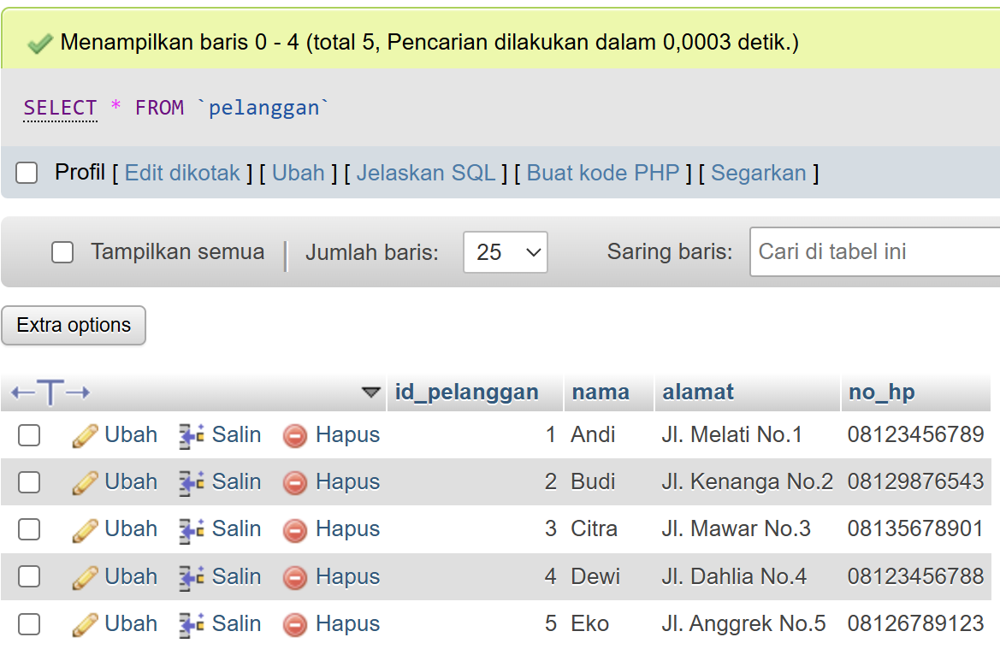 Menampilkan baris 0 - 4 (total 5, Pencarian dilakukan dalam 0,0003 detik.)
SELECT * FROM `pelanggan`
Profil [ Edit dikotak ] [ Ubah ] [ Jelaskan SQL ] [ Buat kode PHP ] [ Segarkan ]
Tampilkan semua | Jumlah baris: 25 Saring baris: Cari di tabel ini
Extra options
←T→ id_pelanggan nama alamat no_hp
Ubah Salin Hapus 1 Andi Jl. Melati No.1 08123456789
Ubah Salin Hapus 2 Budi Jl. Kenanga No.2 08129876543
Ubah Salin Hapus 3 Citra Jl. Mawar No.3 08135678901
Ubah Salin Hapus 4 Dewi Jl. Dahlia No.4 08123456788
Ubah Salin Hapus 5 Eko Jl. Anggrek No.5 08126789123